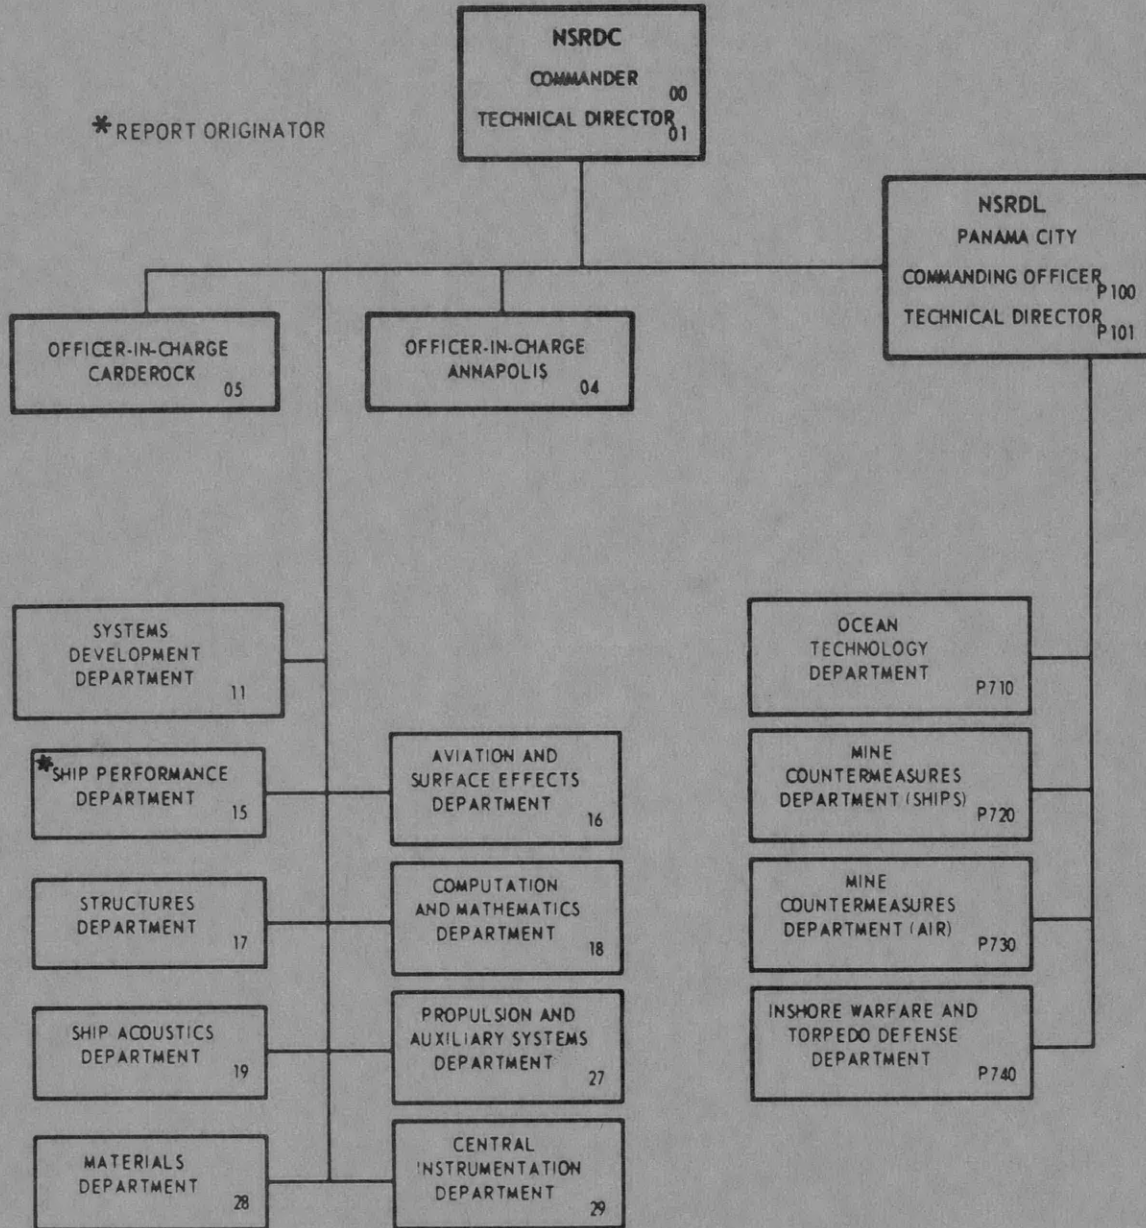 NSRDC
COMMANDER
00
TECHNICAL DIRECTOR
01
*REPORT ORIGINATOR
NSRDL
PANAMA CITY
COMMANDING OFFICER
P100
TECHNICAL DIRECTOR
P101
OFFICER-IN-CHARGE
CARDEROCK
05
OFFICER-IN-CHARGE
ANNAPOLIS
04
SYSTEMS
DEVELOPMENT
DEPARTMENT
11
*SHIP PERFORMANCE
DEPARTMENT
15
AVIATION AND
SURFACE EFFECTS
DEPARTMENT
16
STRUCTURES
DEPARTMENT
17
COMPUTATION
AND MATHEMATICS
DEPARTMENT
18
SHIP ACOUSTICS
DEPARTMENT
19
PROPULSION AND
AUXILIARY SYSTEMS
DEPARTMENT
27
MATERIALS
DEPARTMENT
28
CENTRAL
INSTRUMENTATION
DEPARTMENT
29
OCEAN
TECHNOLOGY
DEPARTMENT
P710
MINE
COUNTERMEASURES
DEPARTMENT (SHIPS)
P720
MINE
COUNTERMEASURES
DEPARTMENT (AIR)
P730
INSHORE WARFARE AND
TORPEDO DEFENSE
DEPARTMENT
P740